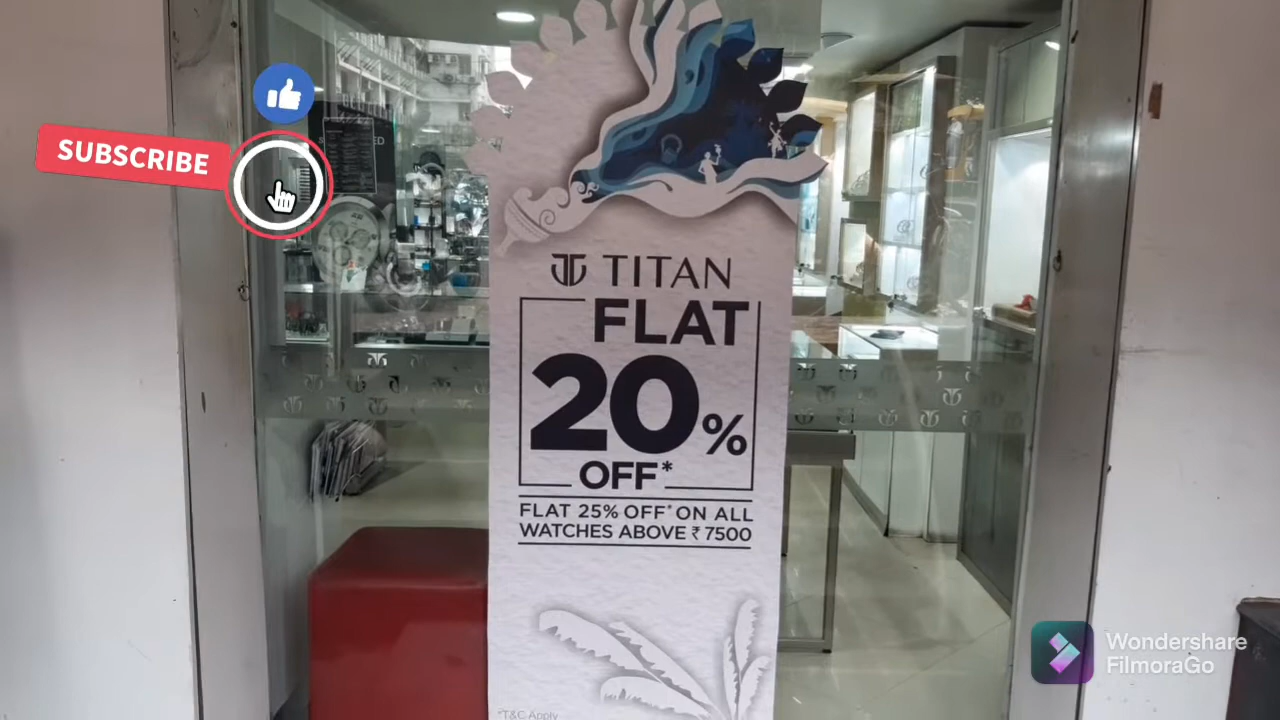 SUBSCRIBE
TITAN
FLAT
20%
OFF*
FLAT 25% OFF* ON ALL
WATCHES ABOVE ₹ 7500
*T&C Apply
Wondershare
FilmoraGo